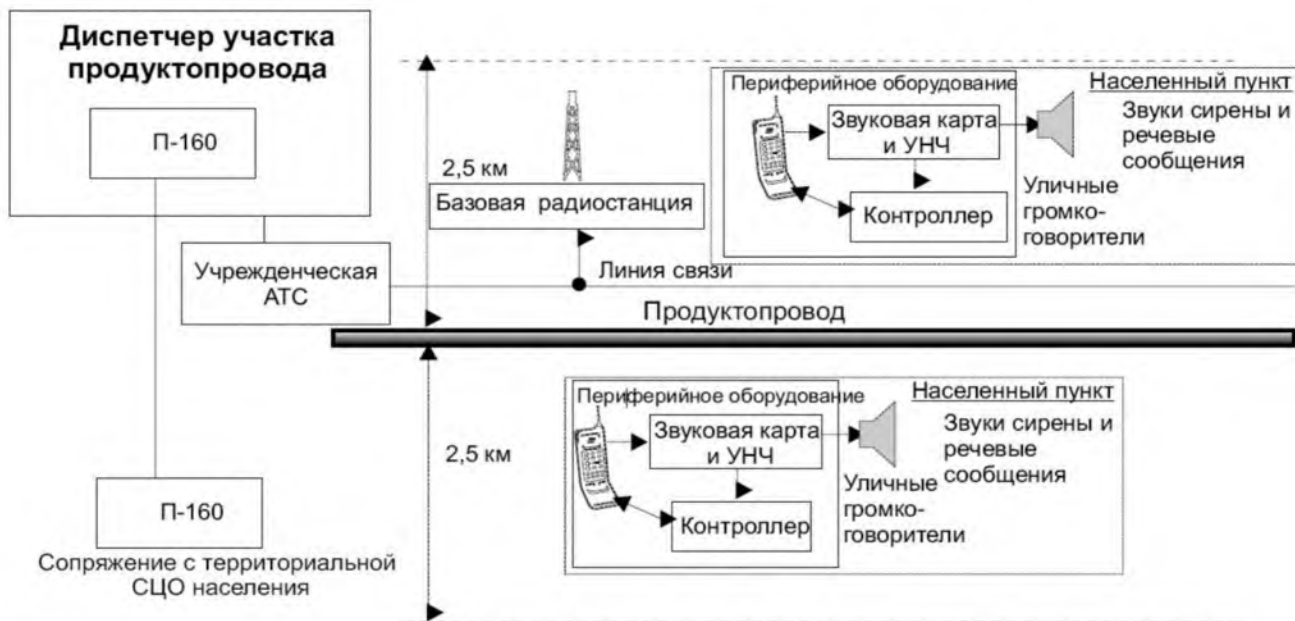 Диспетчер участка
продуктопровода
П-160
2,5 км
Базовая радиостанция
Учрежденческая
АТС
Линия связи
Продуктопровод
Периферийное оборудование
Звуковая карта
и УНЧ
Контроллер
Населенный пункт
Звуки сирены и
речевые
сообщения
Уличные
громко-
говорители
2,5 км
Периферийное оборудование
Звуковая карта
и УНЧ
Контроллер
Населенный пункт
Звуки сирены и
речевые
сообщения
Уличные
громко-
говорители
П-160
Сопряжение с территориальной
СЦО населения